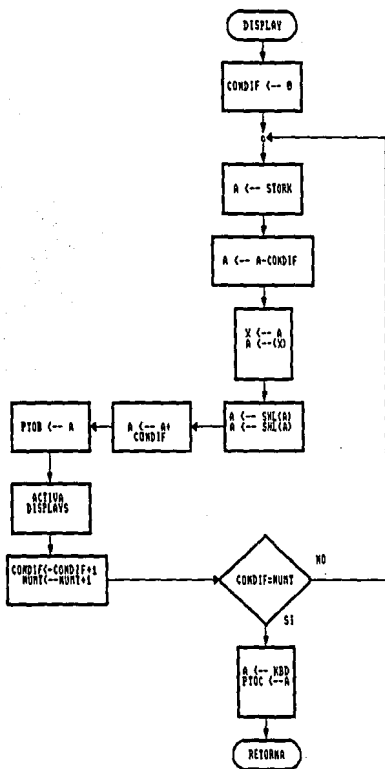 DISPLAY
CONDIF <-- 0
A <-- STORK
A <-- A-CONDIF
X <-- A
A <--(X)
A <-- SHL(A)
A <-- SHL(A)
A <-- A+
CONDIF
PTOB <-- A
ACTIVA
DISPLAYS
CONDIF<-CONDIF+1
NUMT<--NUMT+1
CONDIF=NUMT
NO
SI
A <-- KBD
PTOC <--A
RETORNA